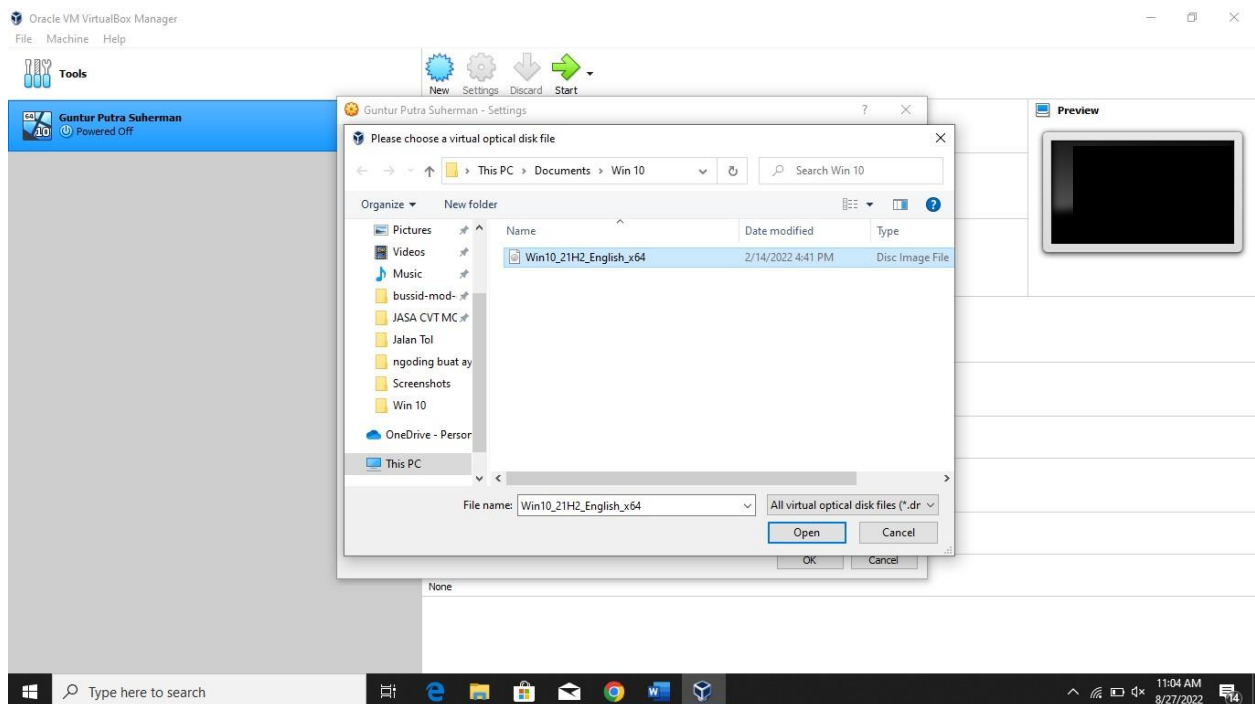 Oracle VM VirtualBox Manager
File Machine Help
Tools
New Settings Discard Start
64
10
Guntur Putra Suherman
Powered Off
Guntur Putra Suherman - Settings
Preview
Please choose a virtual optical disk file
This PC > Documents > Win 10
Search Win 10
Organize
New folder
Name
Date modified
Type
Pictures
Videos
Music
bussid-mod-
JASA CVT MC
Jalan Tol
ngoding buat ay
Screenshots
Win 10
OneDrive - Person
This PC
Win10_21H2_English_x64
2/14/2022 4:41 PM
Disc Image File
File name: Win10_21H2_English_x64
All virtual optical disk files (*.dr
Open
Cancel
OK
Cancel
None
Type here to search
11:04 AM
8/27/2022
14